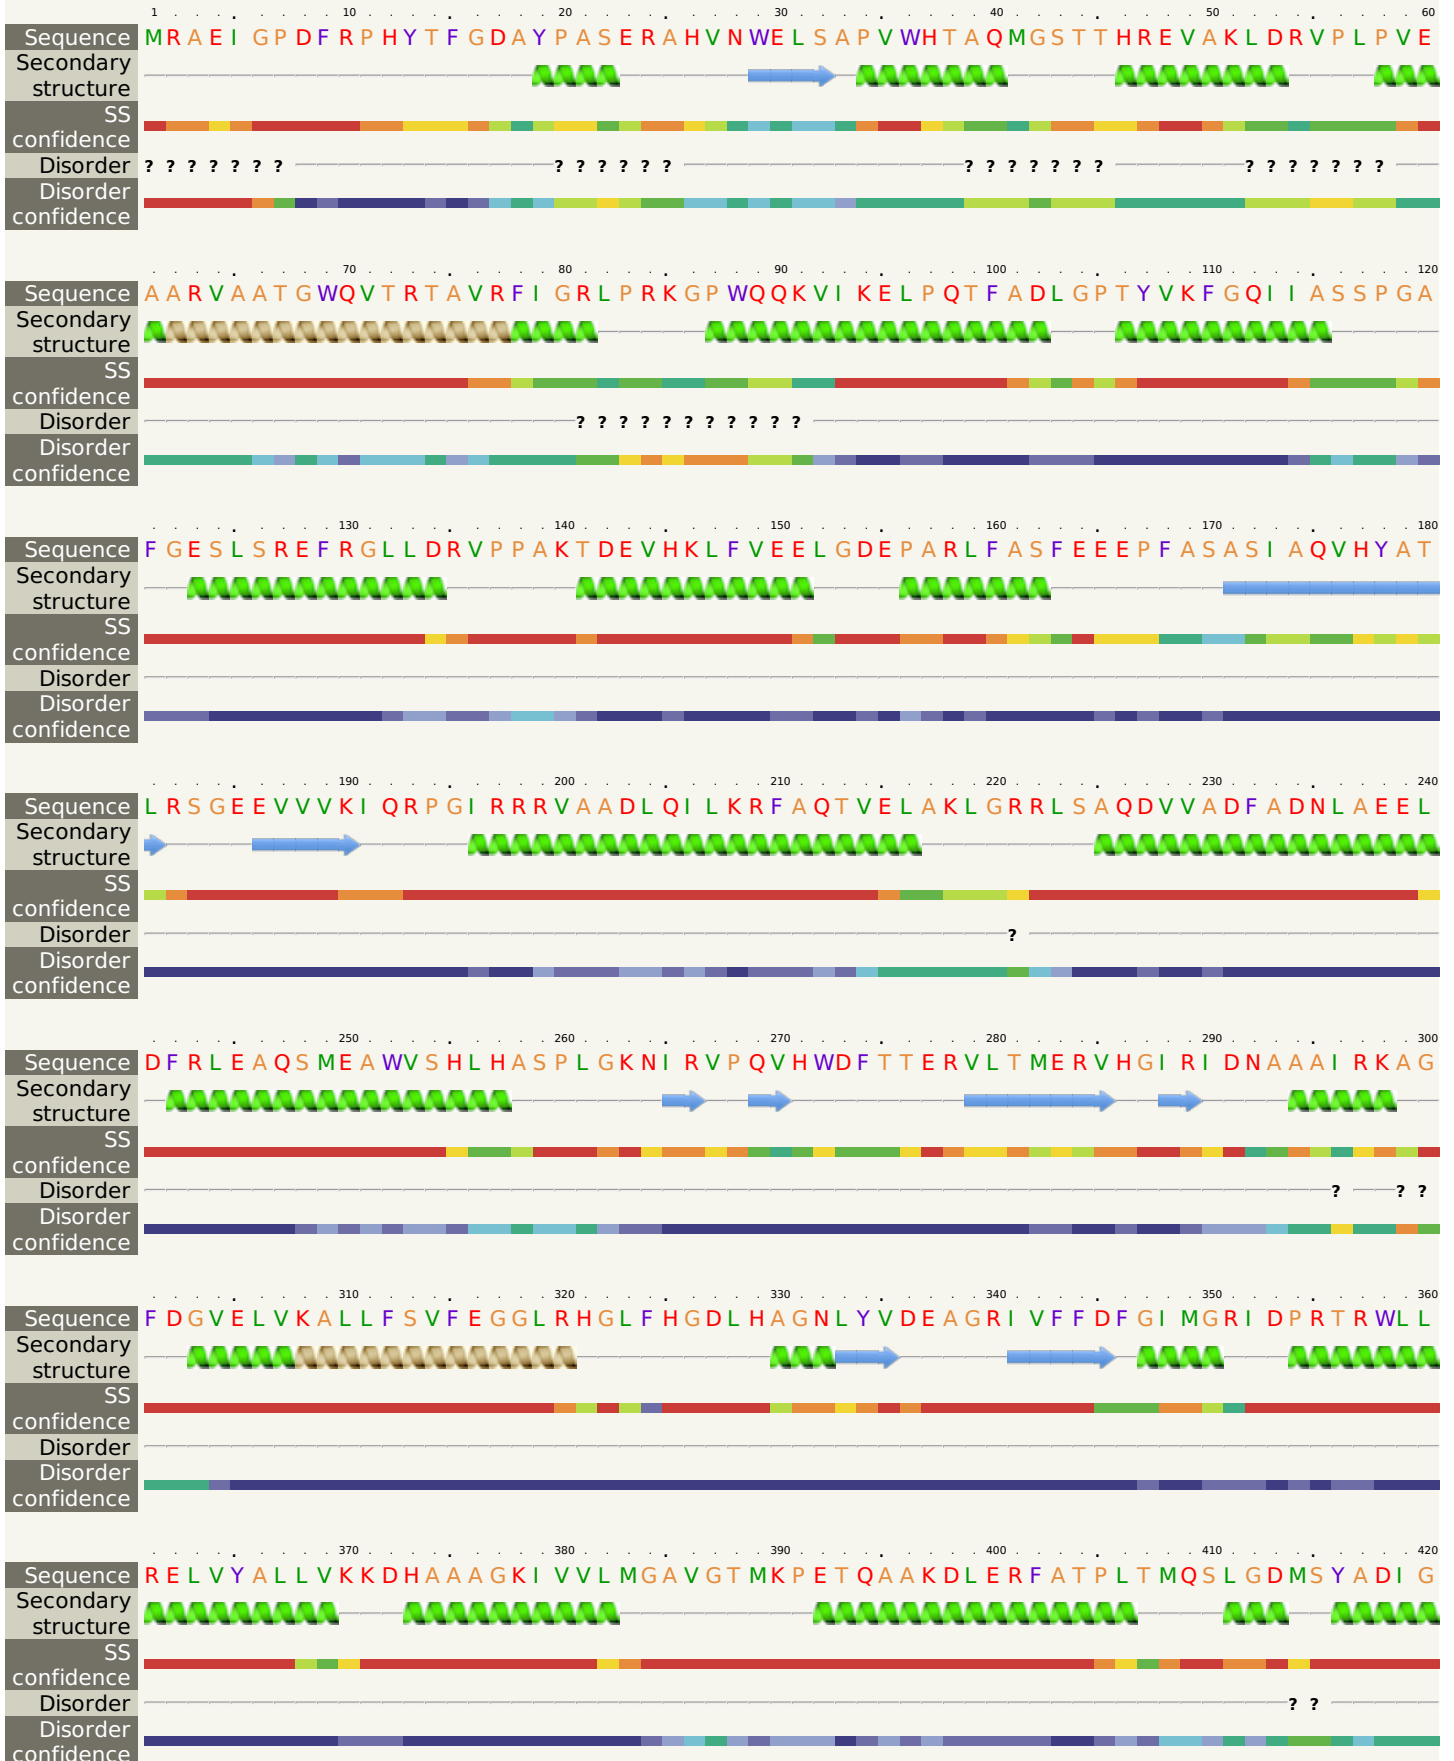 1 10 20 30 40 50 60
Sequence MRAEIGPDFRPHYTFGDAYPASERAHVNWELSAPVWHTAQMGSTTHREVAKLDRVPLPVE
Secondary
structure
SS
confidence
Disorder ? ? ? ? ? ? ? ? ? ? ? ? ? ? ? ? ? ? ? ? ? ? ? ? ? ? ?
Disorder
confidence
70 80 90 100 110 120
Sequence AARVAATGWQVTRTAVRFIGRLPRKGPWQQKVIKELPQTFADLGPTYVKFGQIIASSPGA
Secondary
structure
SS
confidence
Disorder ? ? ? ? ? ? ? ? ? ? ?
Disorder
confidence
130 140 150 160 170 180
Sequence FGESLSREFRGLLDRVPPAKTDEVHKLFVEELGDEPARLFASFEEEPFASASIAQVHYAT
Secondary
structure
SS
confidence
Disorder
Disorder
confidence
190 200 210 220 230 240
Sequence LRSGEEVVVKIQRPGIRRRVAADLQILKRFAQTVELAKLGRRLSAQDVVADFADNLAEEL
Secondary
structure
SS
confidence
Disorder ?
Disorder
confidence
250 260 270 280 290 300
Sequence DFRLEAQSMEAWVSHLHASPLGKNIRVPQVHWDFTTERVLTMERVHGIRIDNAAAIRKAG
Secondary
structure
SS
confidence
Disorder ? ? ?
Disorder
confidence
310 320 330 340 350 360
Sequence FDGVELVKALLFSVFEGGLRHGLFHGDLHAGNLYVDEAGRIVFFDFGIMGRIDPRTRWLL
Secondary
structure
SS
confidence
Disorder
Disorder
confidence
370 380 390 400 410 420
Sequence RELVYALLVKKDHAAAGKIVVLMGAVGTMKPETQAAKDLERFATPLTMQSLGDMSYADIG
Secondary
structure
SS
confidence
Disorder ? ?
Disorder
confidence